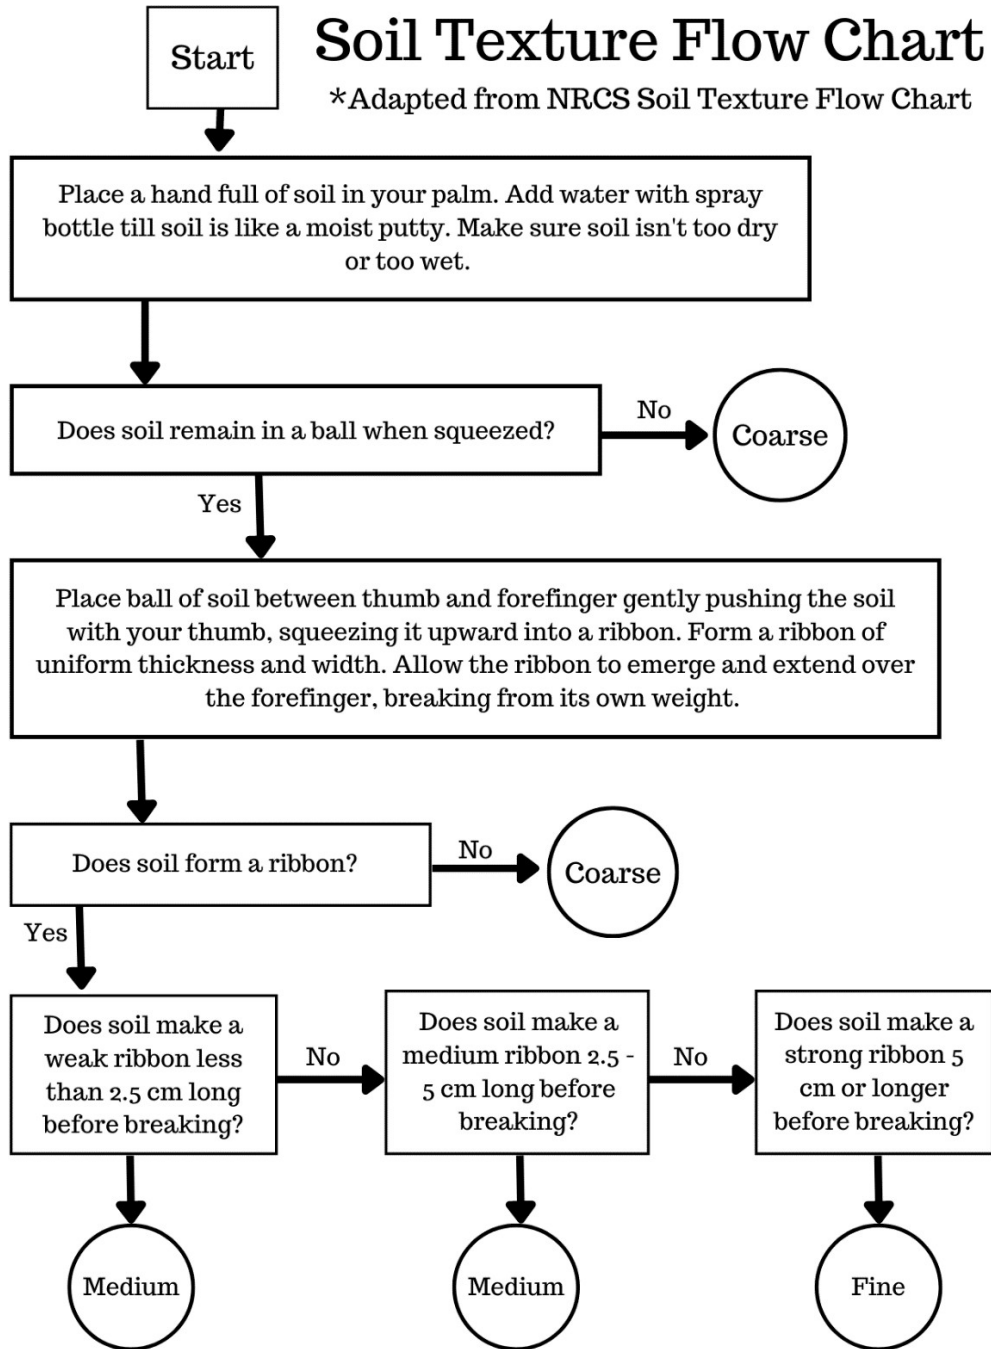 Start
Soil Texture Flow Chart
*Adapted from NRCS Soil Texture Flow Chart
Place a hand full of soil in your palm. Add water with spray
bottle till soil is like a moist putty. Make sure soil isn't too dry
or too wet.
Does soil remain in a ball when squeezed?
No
Coarse
Yes
Place ball of soil between thumb and forefinger gently pushing the soil
with your thumb, squeezing it upward into a ribbon. Form a ribbon of
uniform thickness and width. Allow the ribbon to emerge and extend over
the forefinger, breaking from its own weight.
Does soil form a ribbon?
No
Coarse
Yes
Does soil make a
weak ribbon less
than 2.5 cm long
before breaking?
No
Does soil make a
medium ribbon 2.5 -
5 cm long before
breaking?
No
Does soil make a
strong ribbon 5
cm or longer
before breaking?
Medium
Medium
Fine